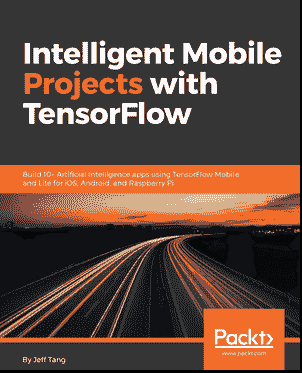 Intelligent Mobile
Projects with
TensorFlow
Build 10+ Artificial Intelligence apps using TensorFlow Mobile
and Lite for iOS, Android, and Raspberry Pi
Packt>
www.packt.com
By Jeff Tang